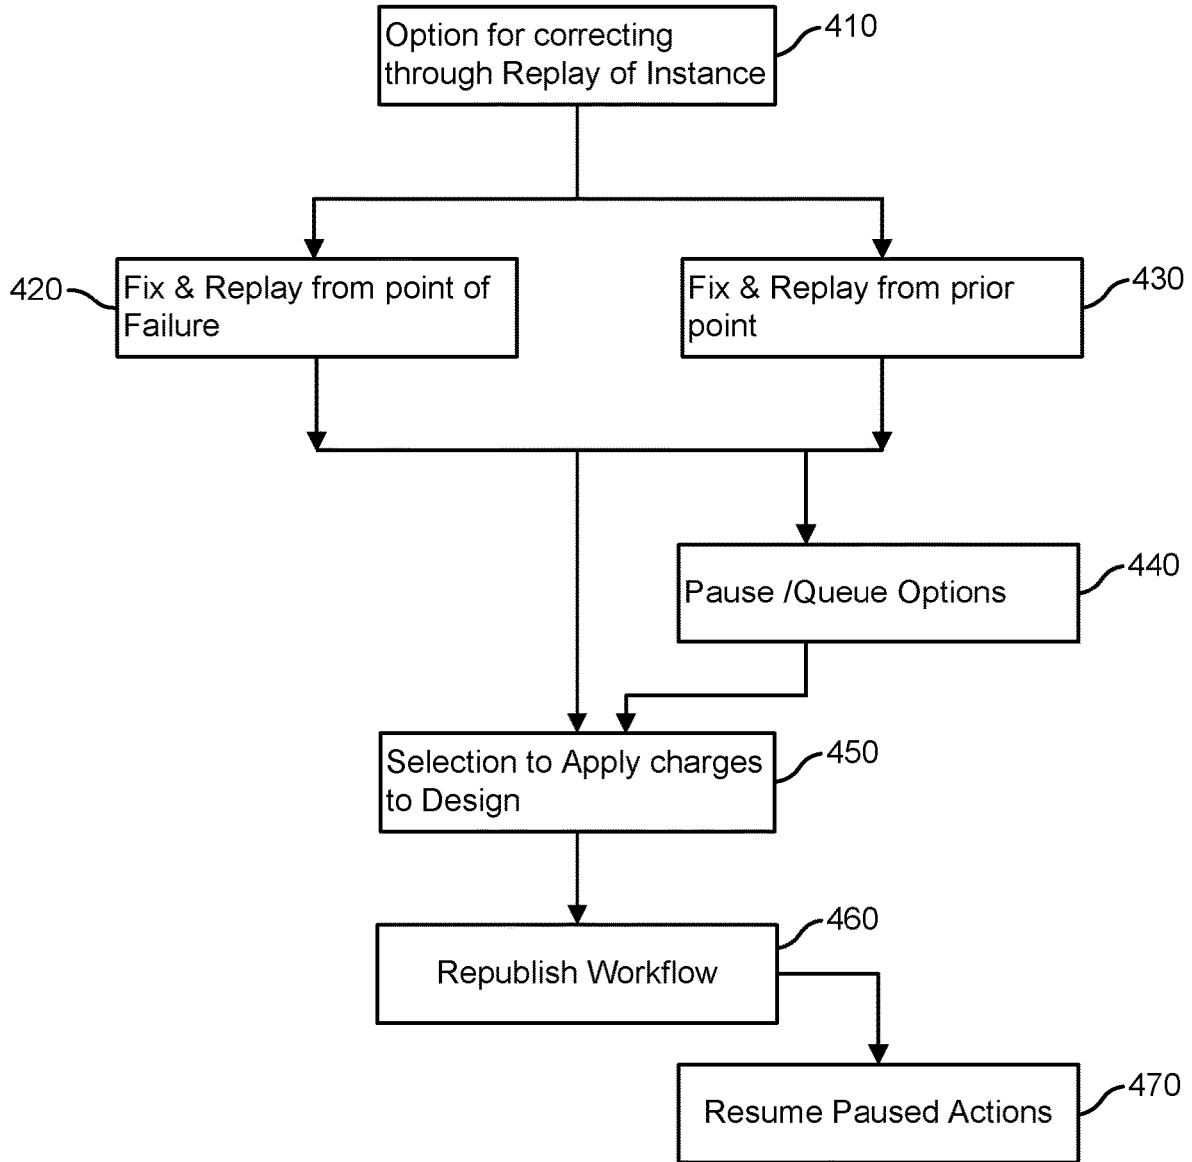 Option for correcting
through Replay of Instance
410
420
Fix & Replay from point of
Failure
Fix & Replay from prior
point
430
Pause /Queue Options
440
Selection to Apply charges
to Design
450
Republish Workflow
460
Resume Paused Actions
470